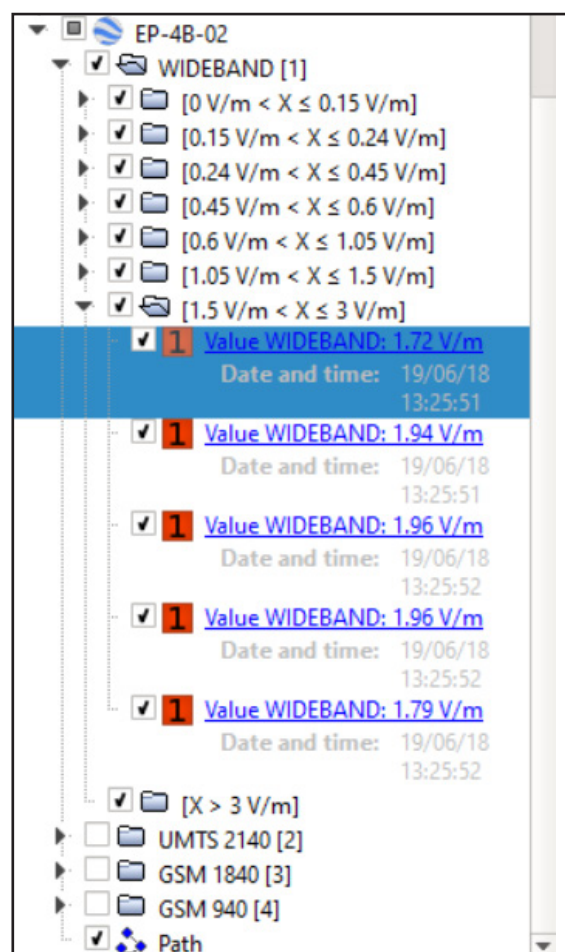 EP-4B-02
WIDEBAND [1]
[0 V/m < X ≤ 0.15 V/m]
[0.15 V/m < X ≤ 0.24 V/m]
[0.24 V/m < X ≤ 0.45 V/m]
[0.45 V/m < X ≤ 0.6 V/m]
[0.6 V/m < X ≤ 1.05 V/m]
[1.05 V/m < X ≤ 1.5 V/m]
[1.5 V/m < X ≤ 3 V/m]
1 Value WIDEBAND: 1.72 V/m
Date and time: 19/06/18
13:25:51
1 Value WIDEBAND: 1.94 V/m
Date and time: 19/06/18
13:25:51
1 Value WIDEBAND: 1.96 V/m
Date and time: 19/06/18
13:25:52
1 Value WIDEBAND: 1.96 V/m
Date and time: 19/06/18
13:25:52
1 Value WIDEBAND: 1.79 V/m
Date and time: 19/06/18
13:25:52
[X > 3 V/m]
UMTS 2140 [2]
GSM 1840 [3]
GSM 940 [4]
Path